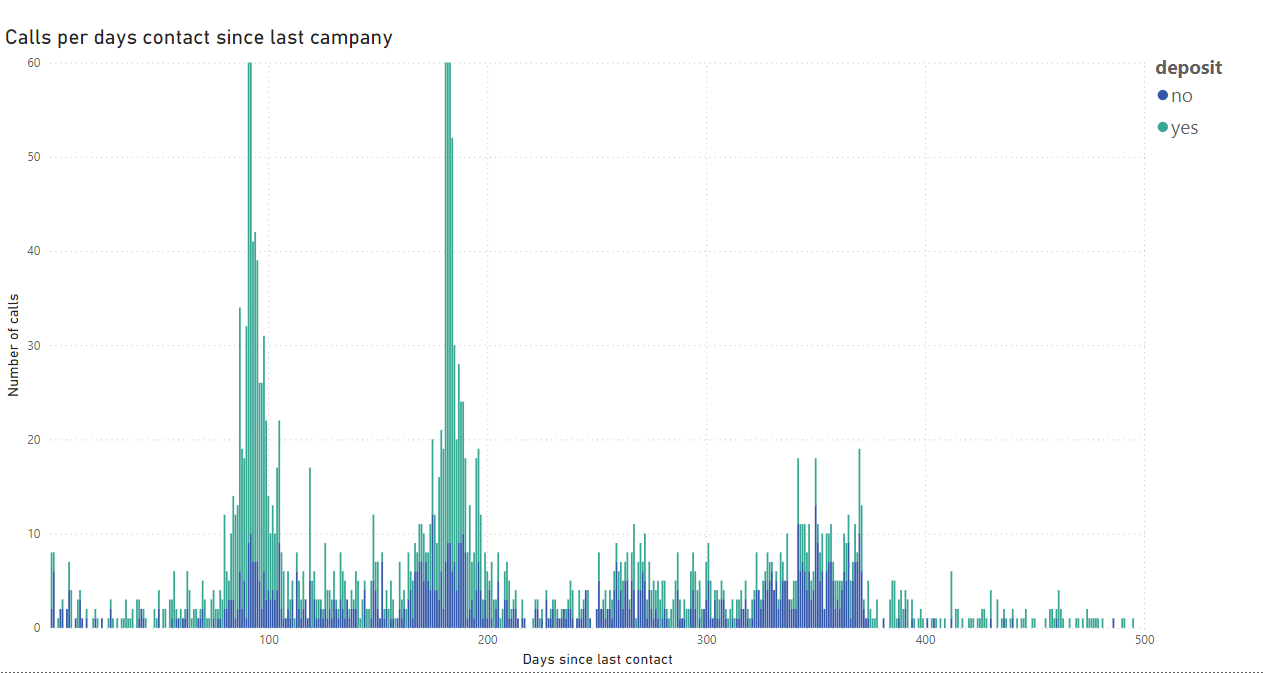 Calls per days contact since last campany
60
50
40
30
20
10
0
Number of calls
100
200
300
400
500
Days since last contact
deposit
no
yes